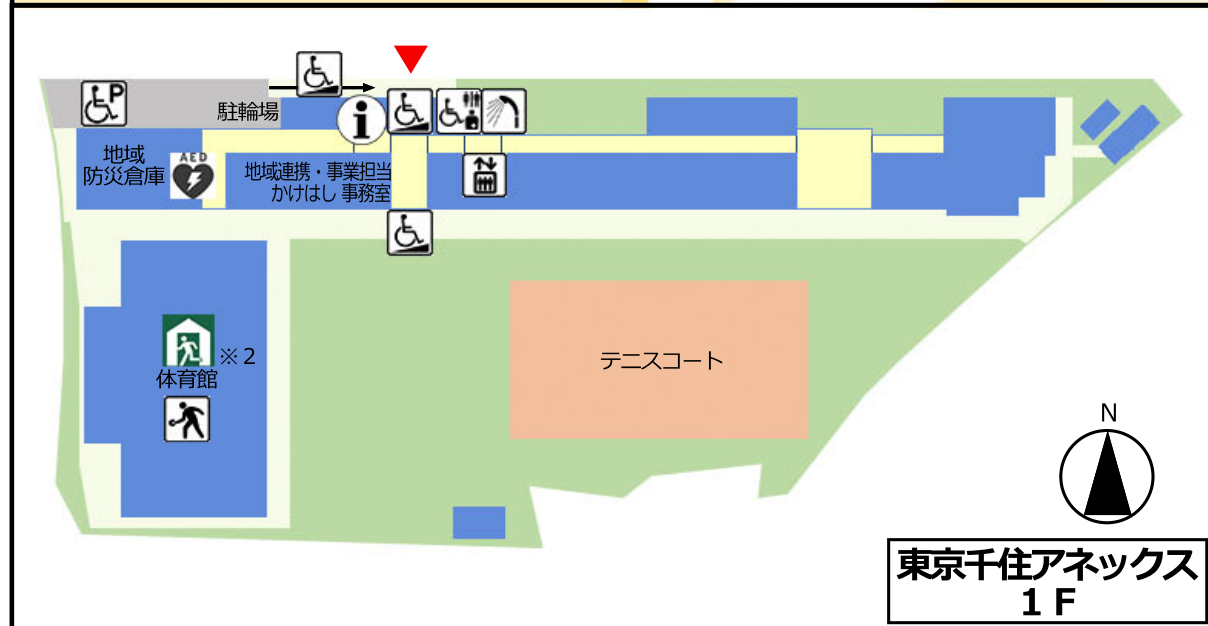 P
駐輪場
i
地域
防災倉庫
AED
地域連携・事業担当
かけはし 事務室
※2
体育館
テニスコート
N
東京千住アネックス
1F